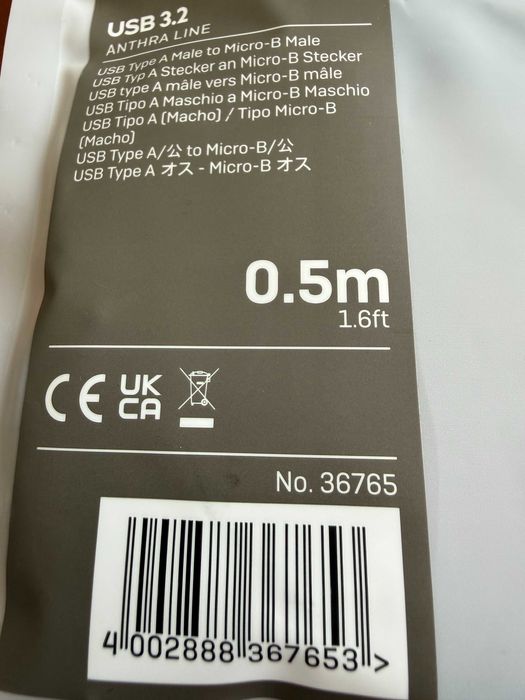 USB 3.2
ANTHRA LINE
USB Type A Male to Micro-B Male
USB Typ A Stecker an Micro-B Stecker
USB type A mâle vers Micro-B mâle
USB Tipo A Maschio a Micro-B Maschio
USB Tipo A (Macho) / Tipo Micro-B
(Macho)
USB Type A/公 to Micro-B/公
USB Type A オス - Micro-B オス
0.5m
1.6ft
CE UK
CA
No. 36765
4 002888 367653 >